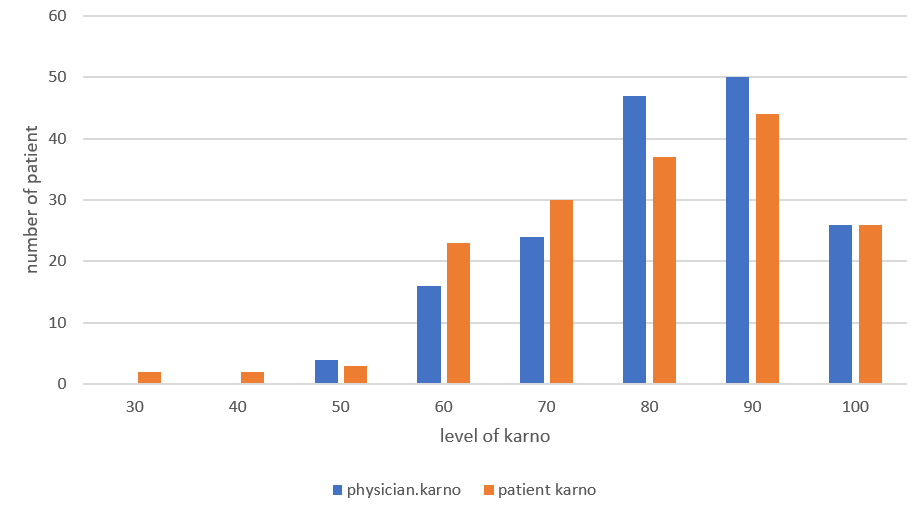 60
50
40
30
20
10
0
number of patient
30 40 50 60 70 80 90 100
level of karno
physician.karno patient karno